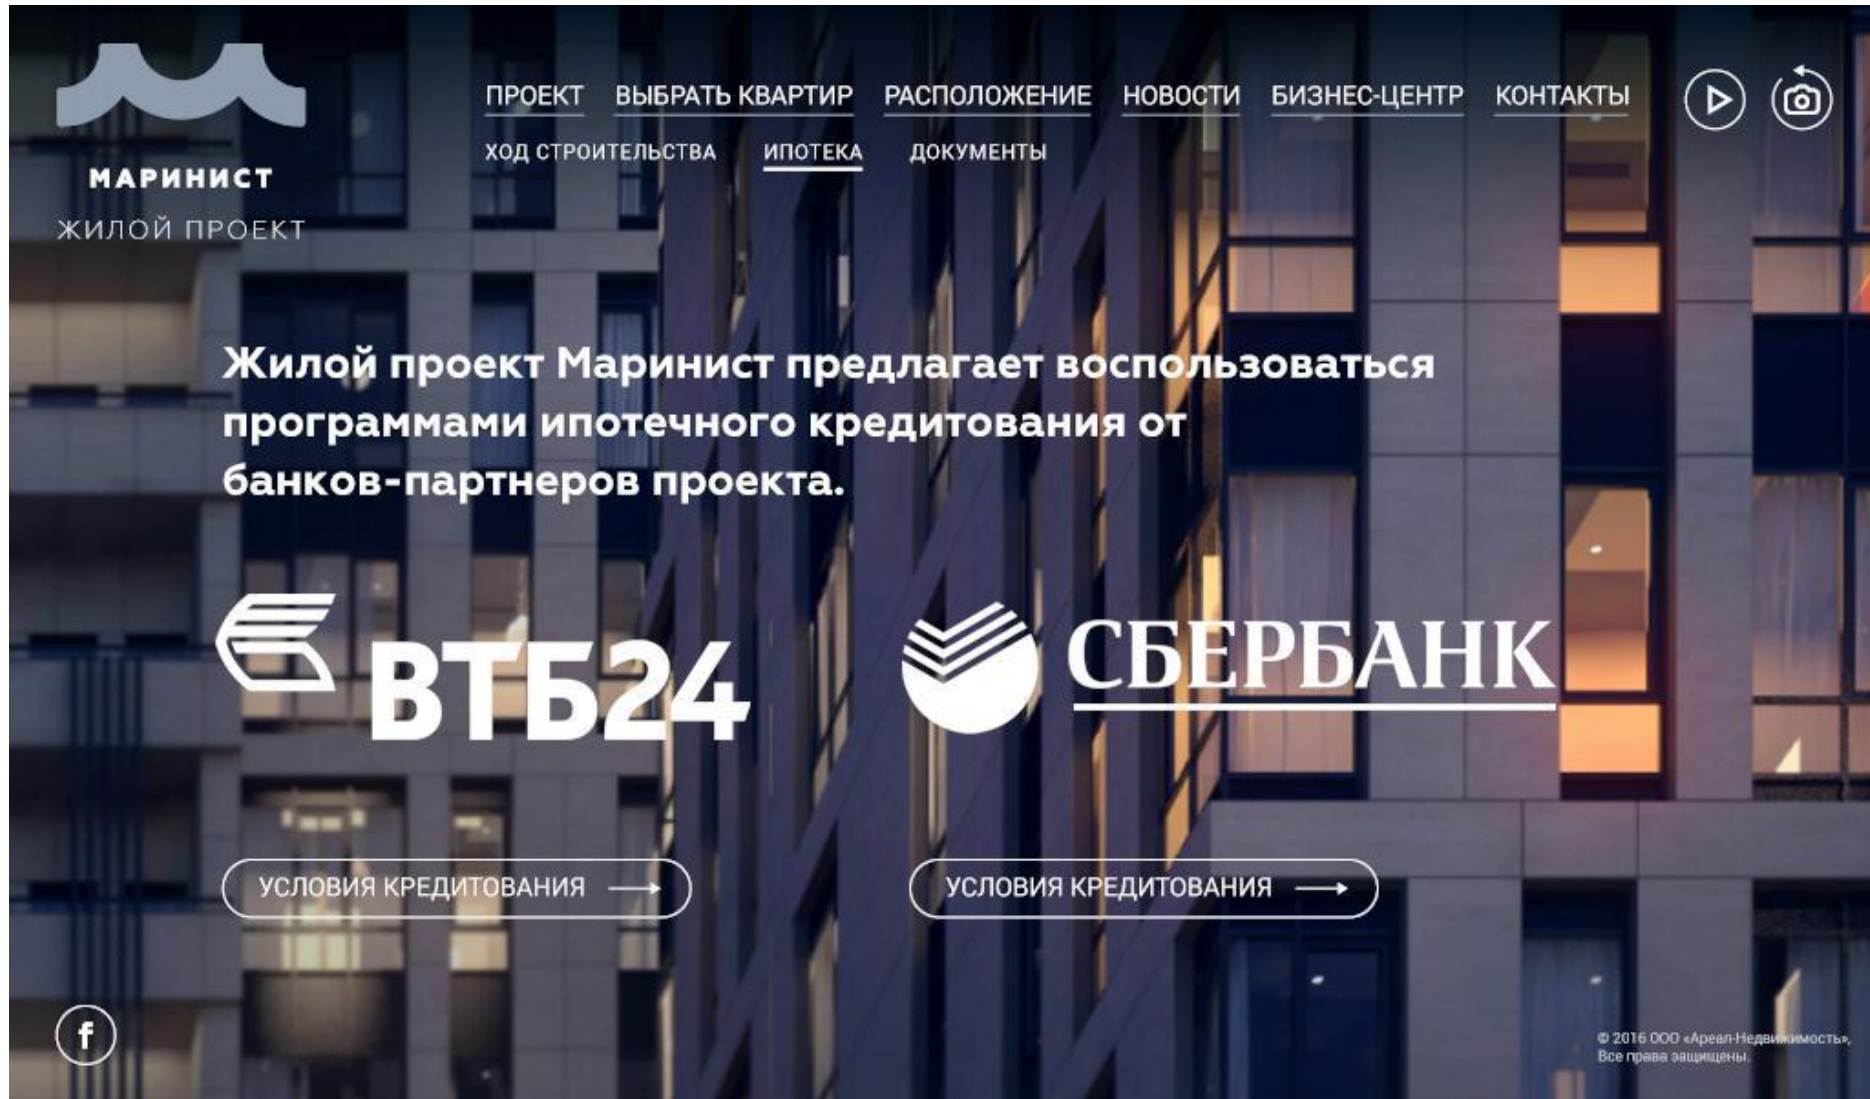 МАРИНИСТ
ЖИЛОЙ ПРОЕКТ
ПРОЕКТ ВЫБРАТЬ КВАРТИР РАСПОЛОЖЕНИЕ НОВОСТИ БИЗНЕС-ЦЕНТР КОНТАКТЫ
ХОД СТРОИТЕЛЬСТВА ИПОТЕКА ДОКУМЕНТЫ
Жилой проект Маринист предлагает воспользоваться
программами ипотечного кредитования от
банков-партнеров проекта.
ВТБ24
СБЕРБАНК
УСЛОВИЯ КРЕДИТОВАНИЯ
УСЛОВИЯ КРЕДИТОВАНИЯ
f
© 2016 ООО «Ареал-Недвижимость»,
Все права защищены.